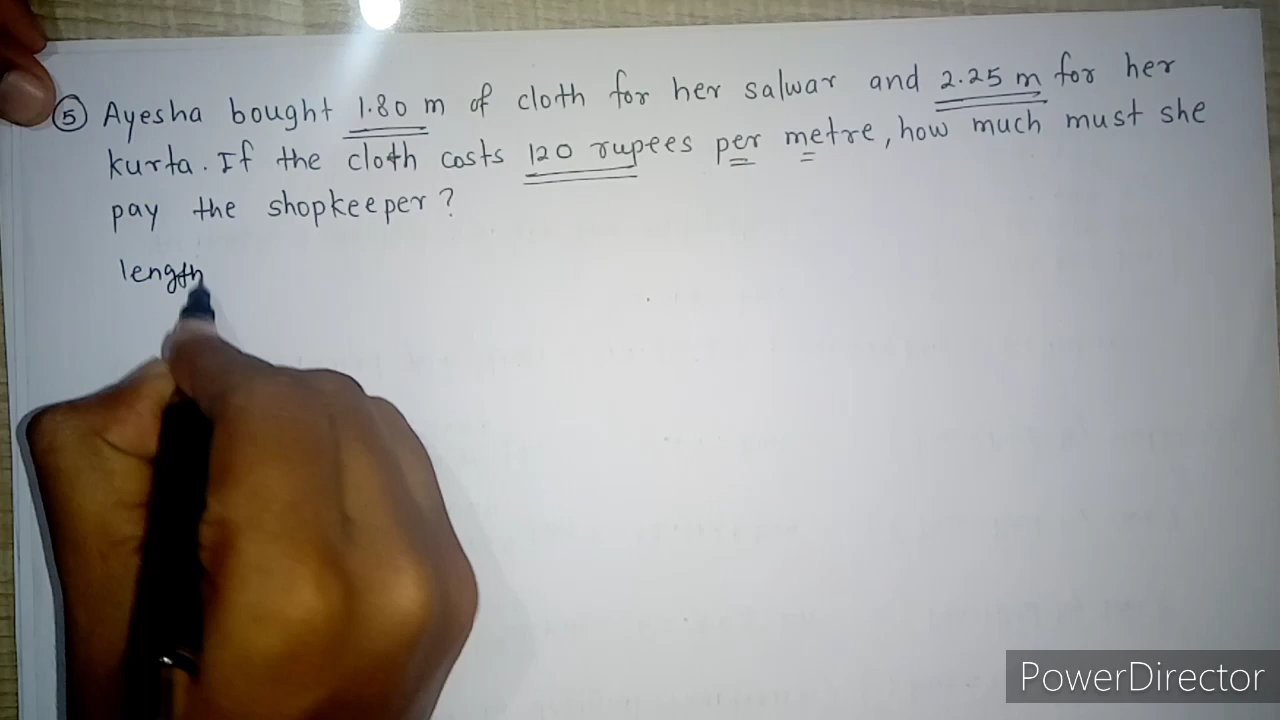 ⑤ Ayesha bought 1.80 m of cloth for her salwar and 2.25 m for her
kurta. If the cloth costs 120 rupees per metre, how much must she
pay the shopkeeper?
length
PowerDirector